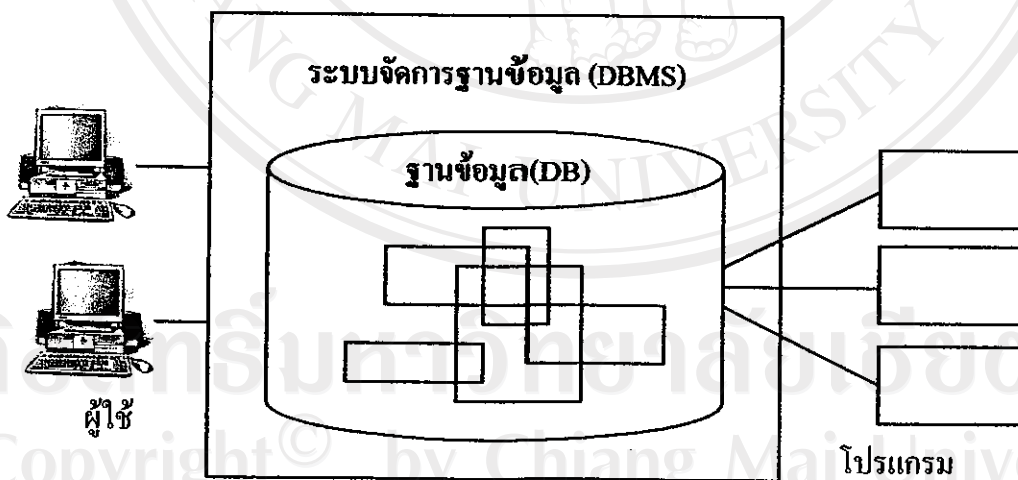 ระบบจัดการฐานข้อมูล (DBMS)
ฐานข้อมูล(DB)
ผู้ใช้
โปรแกรม
MAI UNIVERSITY
Copyright© by Chiang Mai